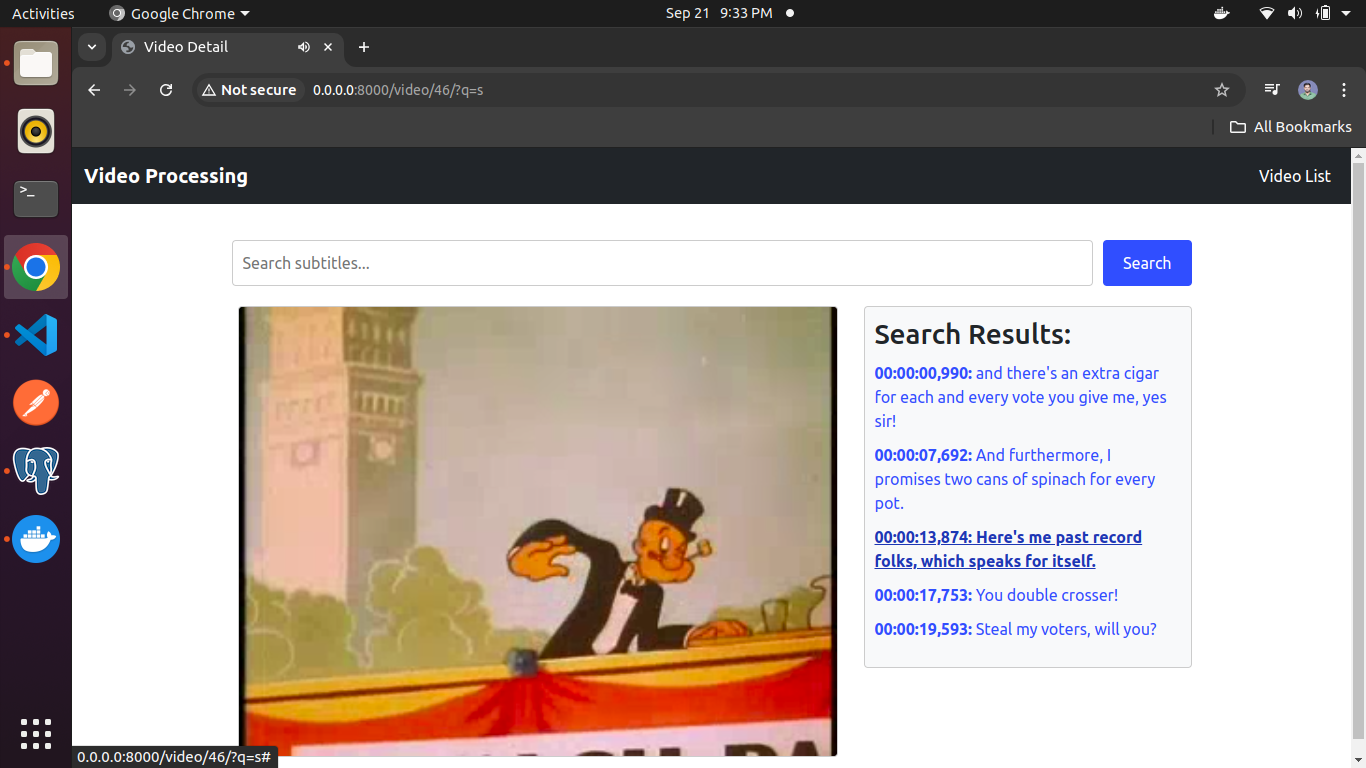 Activities
Google Chrome
Sep 21 9:33 PM
Video Detail
Not secure
0.0.0.0:8000/video/46/?q=s
All Bookmarks
Video Processing
Video List
Search subtitles...
Search
Search Results:
00:00:00,990: and there's an extra cigar
for each and every vote you give me, yes
sir!
00:00:07,692: And furthermore, I
promises two cans of spinach for every
pot.
00:00:13,874: Here's me past record
folks, which speaks for itself.
00:00:17,753: You double crosser!
00:00:19,593: Steal my voters, will you?
0.0.0.0:8000/video/46/?q=s#